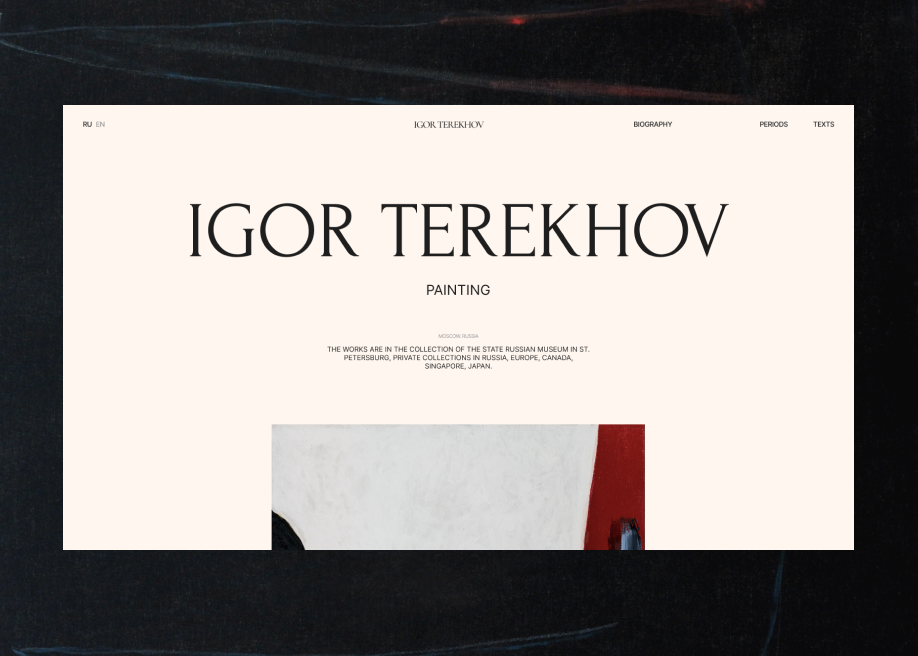 RU EN
IGOR TEREKHOV
BIOGRAPHY
PERIODS
TEXTS
IGOR TEREKHOV
PAINTING
MOSCOW, RUSSIA
THE WORKS ARE IN THE COLLECTION OF THE STATE RUSSIAN MUSEUM IN ST.
PETERSBURG, PRIVATE COLLECTIONS IN RUSSIA, EUROPE, CANADA,
SINGAPORE, JAPAN.